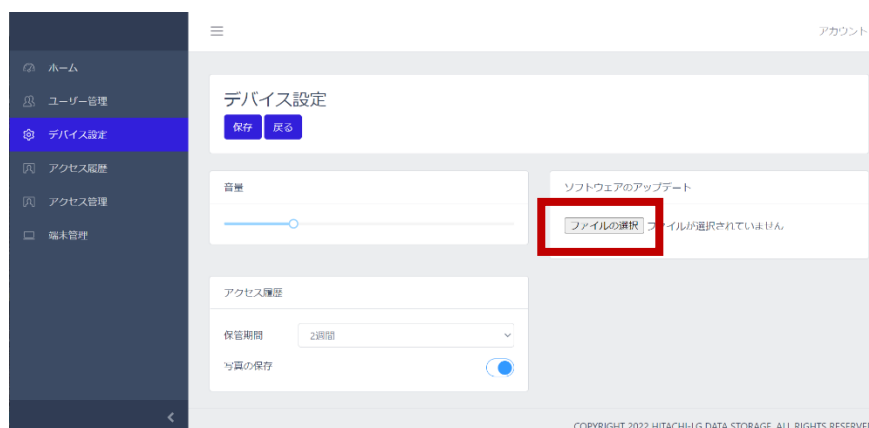 アカウント
ホーム
ユーザー管理
デバイス設定
アクセス履歴
アクセス管理
端末管理
デバイス設定
保存 戻る
音量
ソフトウェアのアップデート
ファイルの選択 ファイルが選択されていません
アクセス履歴
保管期間 2週間
写真の保存
COPYRIGHT 2022 HITACHI-LG DATA STORAGE. ALL RIGHTS RESERVED